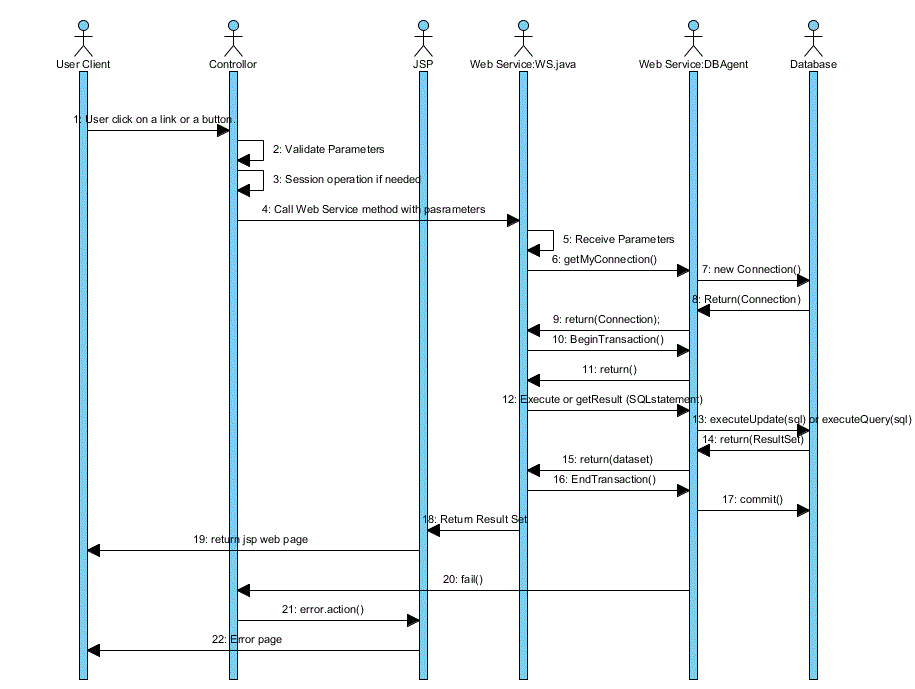 User Client
Controllor
JSP
Web Service:WS.java
Web Service:DBAgent
Database
1: User click on a link or a button.
2: Validate Parameters
3: Session operation if needed
4: Call Web Service method with pasrameters
5: Receive Parameters
6: getMyConnection()
7: new Connection()
8: Return(Connection)
9: return(Connection);
10: BeginTransaction()
11: return()
12: Execute or getResult (SQLstatement)
13: executeUpdate(sql) or executeQuery(sql)
14: return(ResultSet)
15: return(dataset)
16: EndTransaction()
17: commit()
18: Return Result Set
19: return jsp web page
20: fail()
21: error.action()
22: Error page